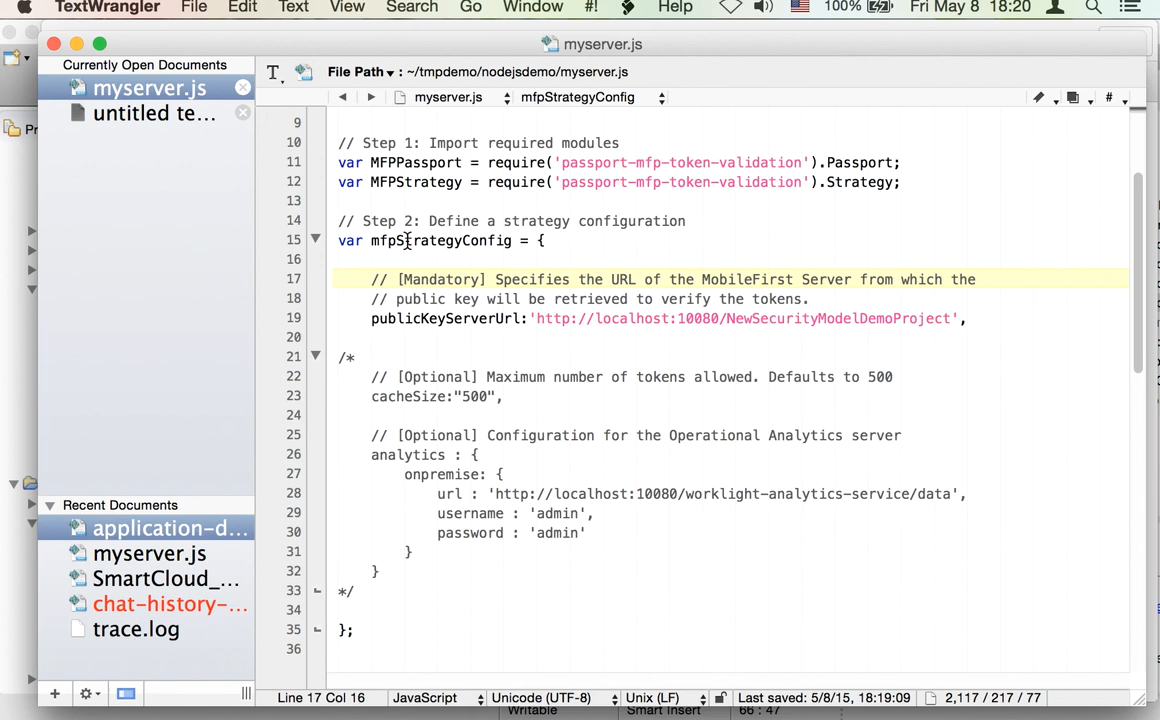 TextWrangler File Edit Text View Search Go Window #! Help 100% Fri May 8 18:20
myserver.js
Currently Open Documents
myserver.js
untitled te...
Recent Documents
application-d...
myserver.js
SmartCloud_...
chat-history-...
trace.log
Pr
File Path : ~/tmpdemo/nodejsdemo/myserver.js
myserver.js mfpStrategyConfig #
9
10 // Step 1: Import required modules
11 var MFPPassport = require('passport-mfp-token-validation').Passport;
12 var MFPStrategy = require('passport-mfp-token-validation').Strategy;
13
14 // Step 2: Define a strategy configuration
15 var mfpStrategyConfig = {
16
17 // [Mandatory] Specifies the URL of the MobileFirst Server from which the
18 // public key will be retrieved to verify the tokens.
19 publicKeyServerUrl:'http://localhost:10080/NewSecurityModelDemoProject',
20
21 /*
22 // [Optional] Maximum number of tokens allowed. Defaults to 500
23 cacheSize:"500",
24
25 // [Optional] Configuration for the Operational Analytics server
26 analytics : {
27 onpremise: {
28 url : 'http://localhost:10080/worklight-analytics-service/data',
29 username : 'admin',
30 password : 'admin'
31 }
32 }
33 */
34
35 };
36
Line 17 Col 16 JavaScript Unicode (UTF-8) Unix (LF) Last saved: 5/8/15, 18:19:09 2,117 / 217 / 77
Writable Smart Insert 66 : 47